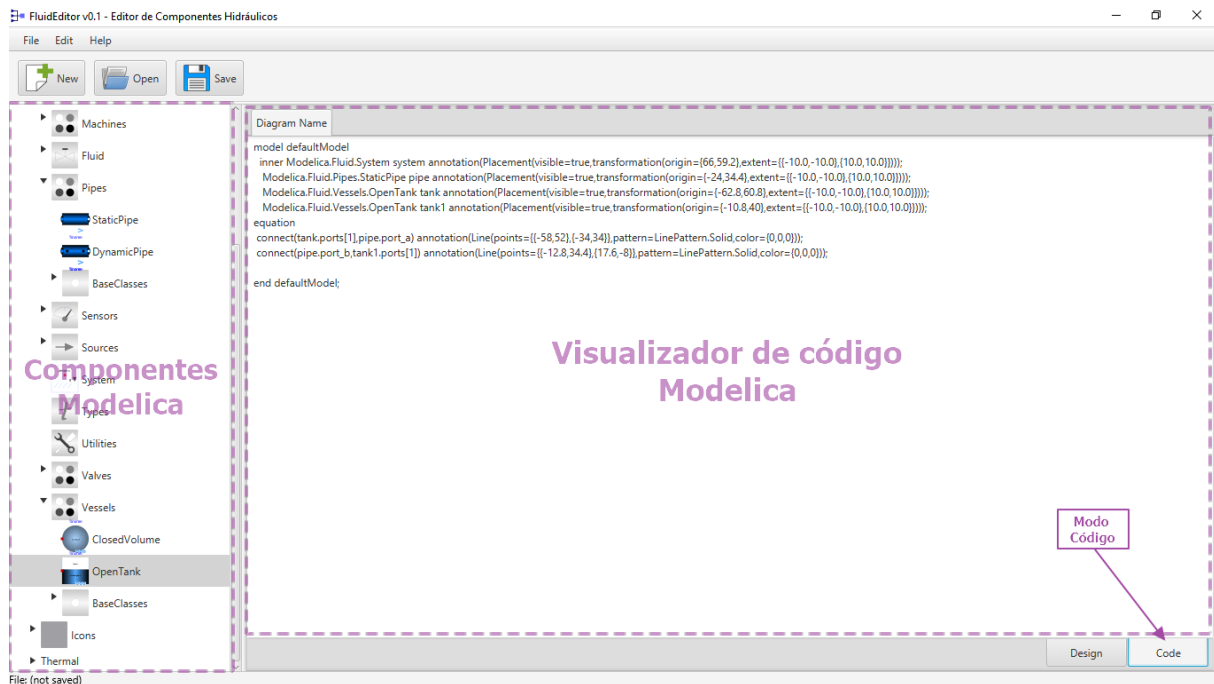 FluidEditor v0.1 - Editor de Componentes Hidráulicos
File Edit Help
New Open Save
Machines
Fluid
Pipes
StaticPipe
DynamicPipe
BaseClasses
Sensors
Sources
System
Types
Utilities
Valves
Vessels
ClosedVolume
OpenTank
BaseClasses
Icons
Thermal
Componentes
Modelica
Diagram Name
model defaultModel
inner Modelica.Fluid.System system annotation(Placement(visible=true,transformation(origin={66,59.2},extent={{-10.0,-10.0},{10.0,10.0}})));
Modelica.Fluid.Pipes.StaticPipe pipe annotation(Placement(visible=true,transformation(origin={-24,34.4},extent={{-10.0,-10.0},{10.0,10.0}})));
Modelica.Fluid.Vessels.OpenTank tank annotation(Placement(visible=true,transformation(origin={-62.8,60.8},extent={{-10.0,-10.0},{10.0,10.0}})));
Modelica.Fluid.Vessels.OpenTank tank1 annotation(Placement(visible=true,transformation(origin={-10.8,40},extent={{-10.0,-10.0},{10.0,10.0}})));
equation
connect(tank.ports[1],pipe.port_a) annotation(Line(points={{-58,52},{-34,34}},pattern=LinePattern.Solid,color={0,0,0}));
connect(pipe.port_b,tank1.ports[1]) annotation(Line(points={{-12.8,34.4},{17.6,-8}},pattern=LinePattern.Solid,color={0,0,0}));
end defaultModel;
Visualizador de código
Modelica
Modo
Código
Design Code
File: (not saved)